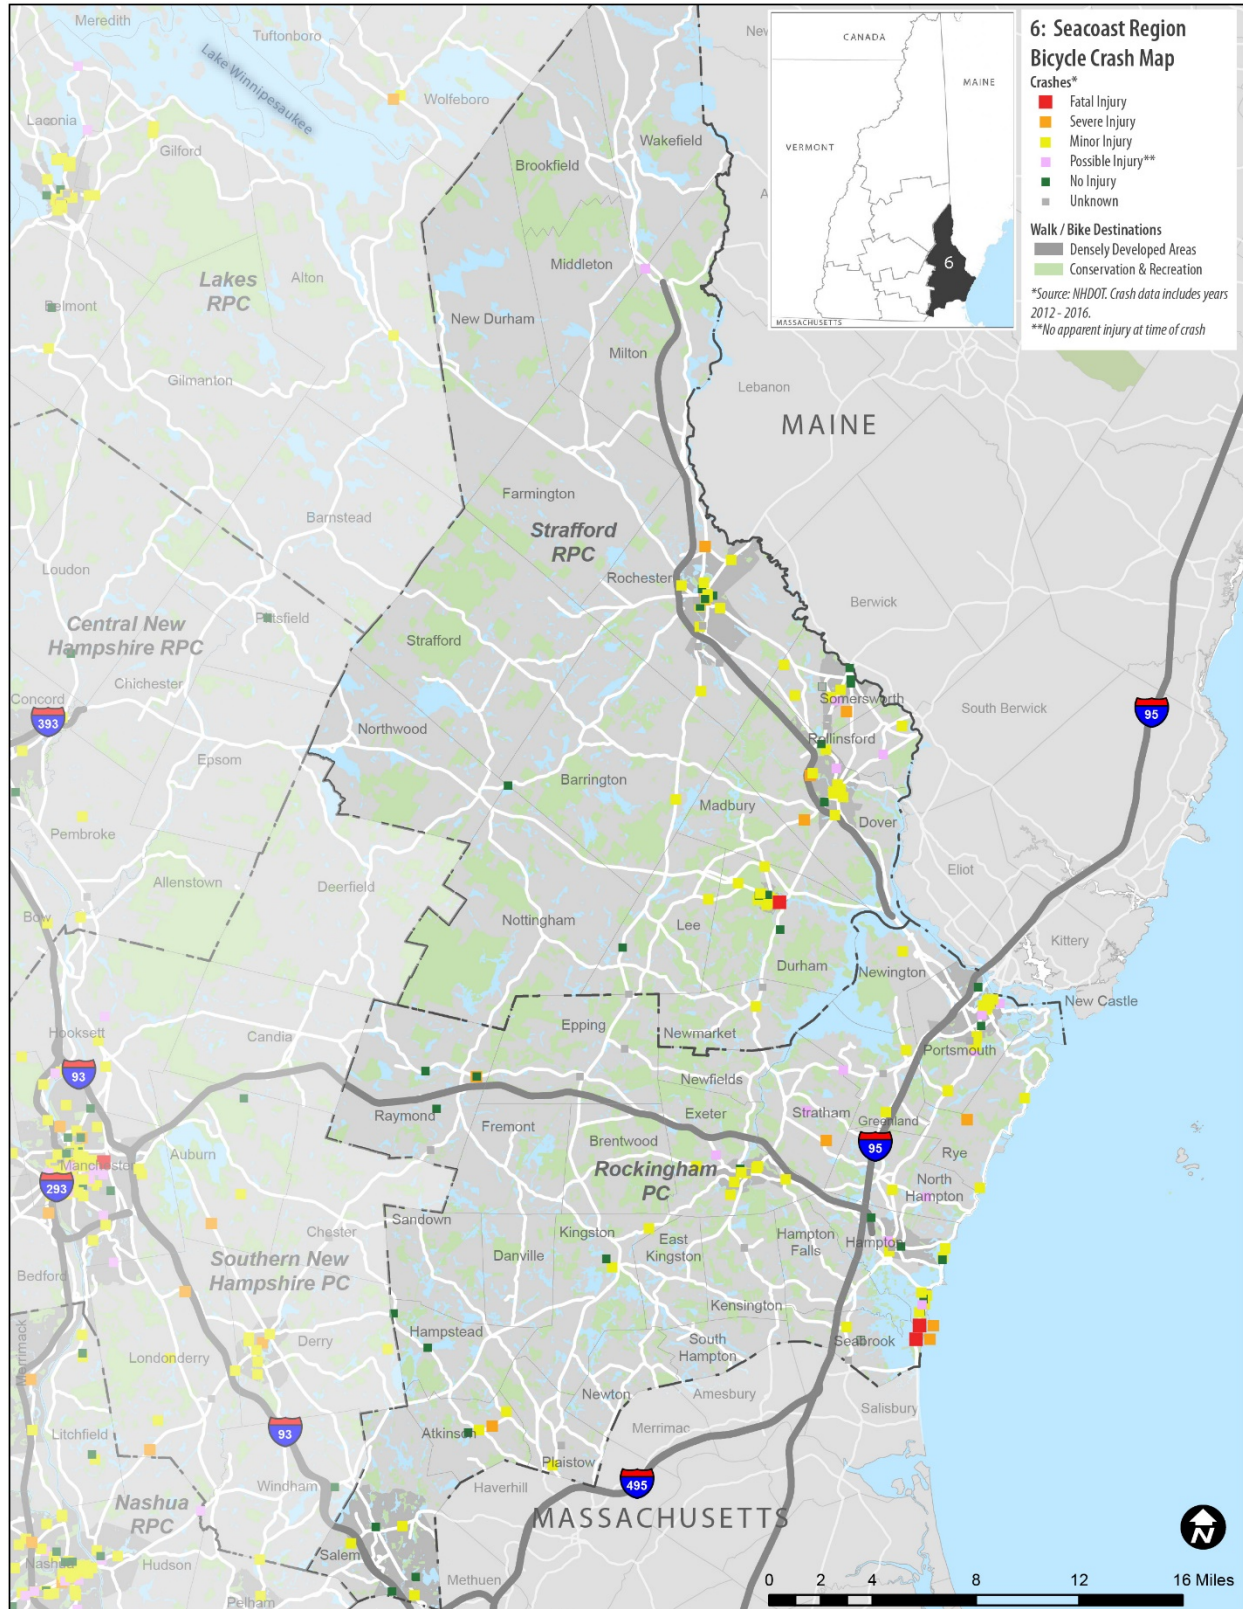 Meredith
Tuftonboro
Lake Winnipesaukee
Wolfeboro
Laconia
Gilford
Wakefield
Brookfield
Lakes
RPC
Alton
Middleton
Belmont
New Durham
Milton
Gilmanton
Lebanon
MAINE
Farmington
Strafford
RPC
Barnstead
Loudon
Rochester
Berwick
Pittsfield
Central New
Hampshire RPC
Strafford
Chichester
Concord
393
Somersworth
South Berwick
95
Northwood
Rollinsford
Epsom
Barrington
Madbury
Pembroke
Dover
Allenstown
Deerfield
Eliot
Bow
Nottingham
Lee
Kittery
Durham
Newington
New Castle
Hooksett
Candia
Epping
Newmarket
Portsmouth
93
Newfields
Raymond
Fremont
Exeter
Stratham
Greenland
95
Manchester
Auburn
Brentwood
Rye
293
Rockingham
PC
North
Hampton
Chester
Sandown
Kingston
East
Kingston
Hampton
Falls
Hampton
Southern New
Hampshire PC
Danville
Bedford
Kensington
Merrimack
Londonderry
Derry
Hampstead
South
Hampton
Seabrook
Newton
Amesbury
Salisbury
Litchfield
93
Atkinson
Merrimac
Plaistow
Haverhill
495
Windham
Nashua
RPC
MASSACHUSETTS
Nashua
Hudson
Salem
Methuen
Pelham
CANADA
MAINE
VERMONT
6
MASSACHUSETTS
6: Seacoast Region
Bicycle Crash Map
Crashes*
Fatal Injury
Severe Injury
Minor Injury
Possible Injury**
No Injury
Unknown
Walk / Bike Destinations
Densely Developed Areas
Conservation & Recreation
*Source: NHDOT. Crash data includes years
2012 - 2016.
**No apparent injury at time of crash
N
0 2 4 8 12 16 Miles